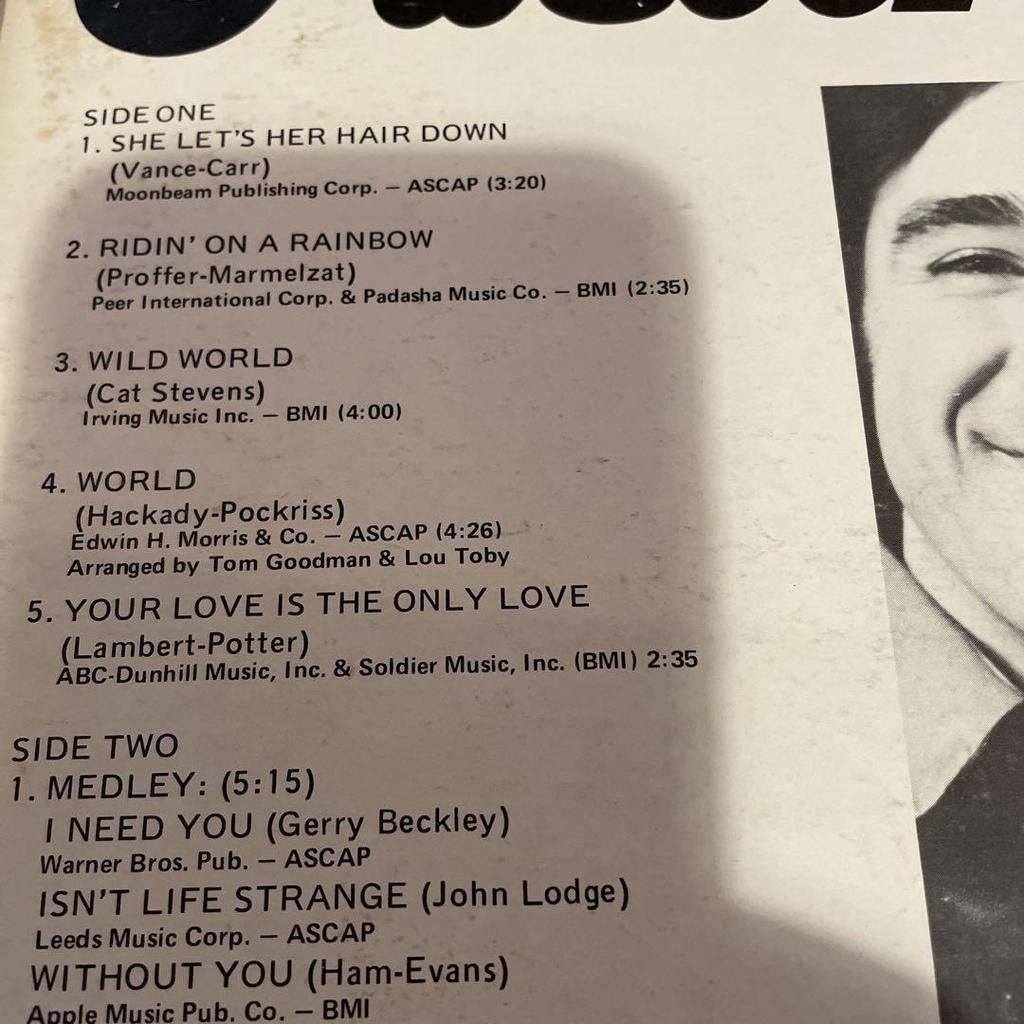 SIDE ONE
1. SHE LET'S HER HAIR DOWN
(Vance-Carr)
Moonbeam Publishing Corp. — ASCAP (3:20)
2. RIDIN' ON A RAINBOW
(Proffer-Marmelzat)
Peer International Corp. & Padasha Music Co. — BMI (2:35)
3. WILD WORLD
(Cat Stevens)
Irving Music Inc. — BMI (4:00)
4. WORLD
(Hackady-Pockriss)
Edwin H. Morris & Co. — ASCAP (4:26)
Arranged by Tom Goodman & Lou Toby
5. YOUR LOVE IS THE ONLY LOVE
(Lambert-Potter)
ABC-Dunhill Music, Inc. & Soldier Music, Inc. (BMI) 2:35
SIDE TWO
1. MEDLEY: (5:15)
I NEED YOU (Gerry Beckley)
Warner Bros. Pub. — ASCAP
ISN'T LIFE STRANGE (John Lodge)
Leeds Music Corp. — ASCAP
WITHOUT YOU (Ham-Evans)
Apple Music Pub. Co. — BMI